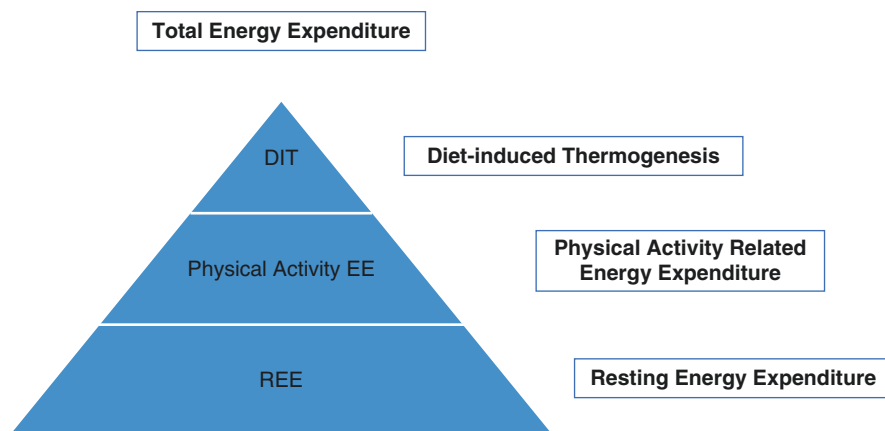 Total Energy Expenditure
DIT
Diet-induced Thermogenesis
Physical Activity EE
Physical Activity Related
Energy Expenditure
REE
Resting Energy Expenditure